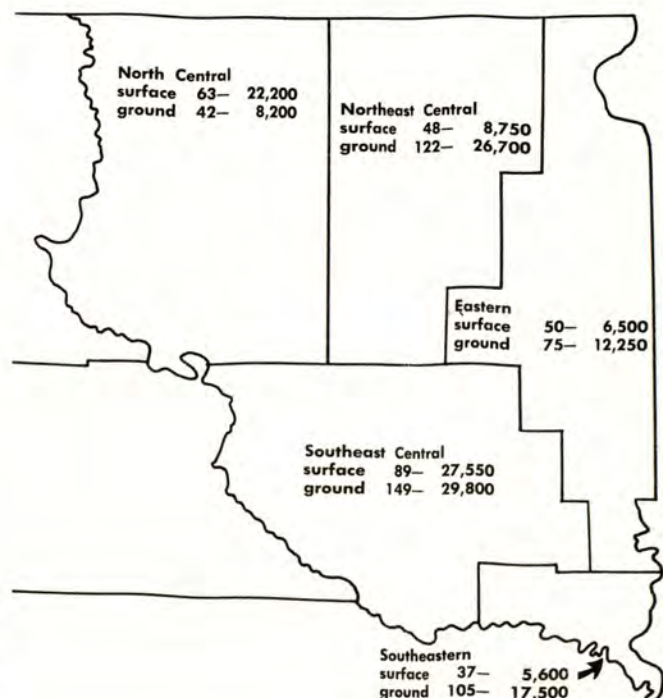 North Central
surface 63— 22,200
ground 42— 8,200
Northeast Central
surface 48— 8,750
ground 122— 26,700
Eastern
surface 50— 6,500
ground 75— 12,250
Southeast Central
surface 89— 27,550
ground 149— 29,800
Southeastern
surface 37— 5,600
ground 105— 17,500